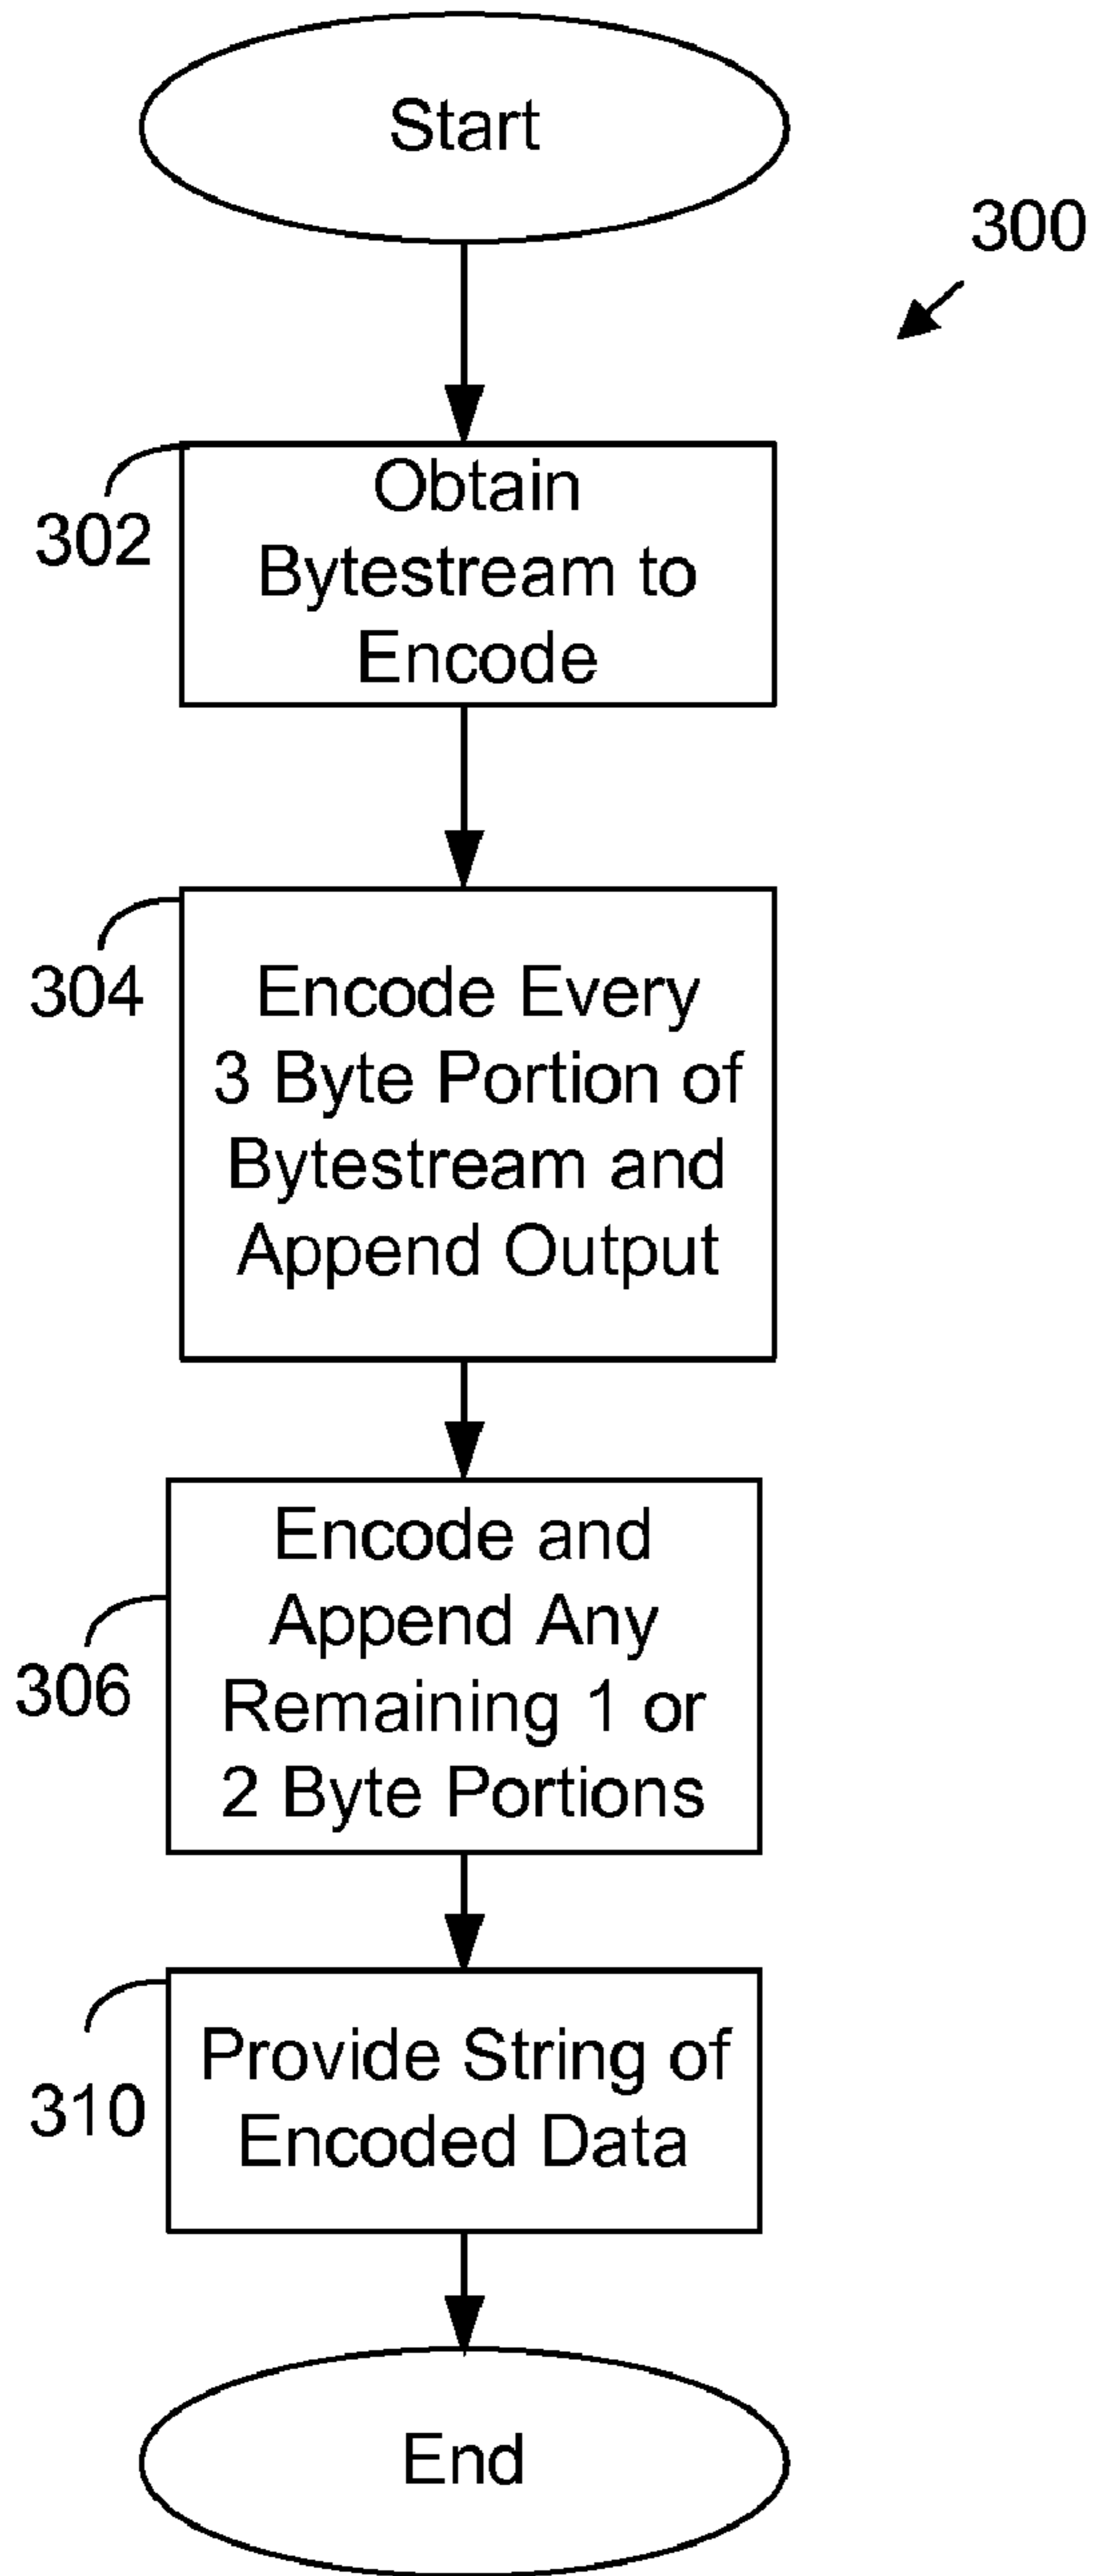 Start
300
302
Obtain
Bytestream to
Encode
304
Encode Every
3 Byte Portion of
Bytestream and
Append Output
306
Encode and
Append Any
Remaining 1 or
2 Byte Portions
310
Provide String of
Encoded Data
End